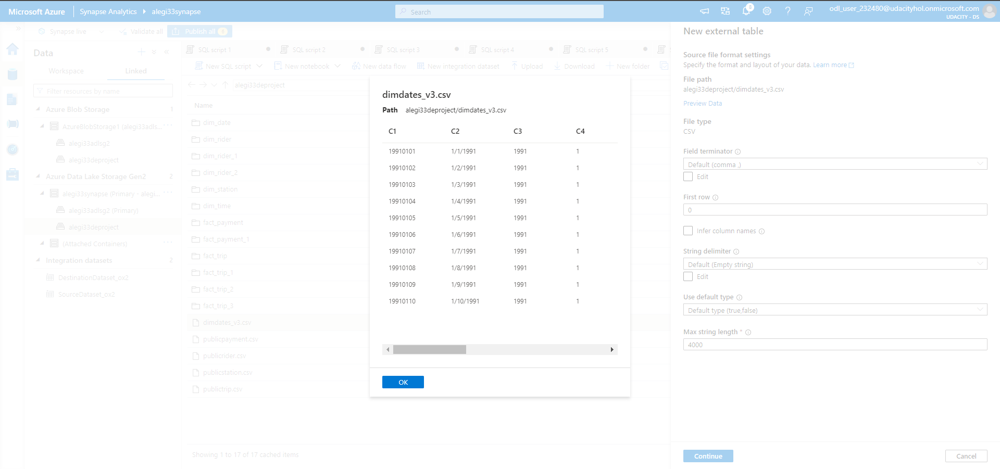 Microsoft Azure
Synapse Analytics
alegi33synapse
Search
8
odl_user_232480@udacityhol.onmicrosoft.com
UDACITY - DS
Synapse live
Validate all
Publish all 6
Data
Workspace
Linked
Filter resources by name
Azure Blob Storage 1
AzureBlobStorage1 (alegi33adls...
alegi33adlsg2
alegi33deproject
Azure Data Lake Storage Gen2 2
alegi33synapse (Primary - alegi...
alegi33adlsg2 (Primary)
alegi33deproject
(Attached Containers)
Integration datasets 2
DestinationDataset_ox2
SourceDataset_ox2
SQL script 1
SQL script 2
SQL script 3
SQL script 4
SQL script 5
New SQL script
New notebook
New data flow
New integration dataset
Upload
Download
New folder
alegi33deproject
Name
dim_date
dim_rider
dim_rider_1
dim_rider_2
dim_station
dim_time
fact_payment
fact_payment_1
fact_trip
fact_trip_1
fact_trip_2
fact_trip_3
dimdates_v3.csv
publicpayment.csv
publicrider.csv
publicstation.csv
publictrip.csv
Showing 1 to 17 of 17 cached items
dimdates_v3.csv
Path alegi33deproject/dimdates_v3.csv
C1 C2 C3 C4
19910101 1/1/1991 1991 1
19910102 1/2/1991 1991 1
19910103 1/3/1991 1991 1
19910104 1/4/1991 1991 1
19910105 1/5/1991 1991 1
19910106 1/6/1991 1991 1
19910107 1/7/1991 1991 1
19910108 1/8/1991 1991 1
19910109 1/9/1991 1991 1
19910110 1/10/1991 1991 1
OK
New external table
Source file format settings
Specify the format and layout of your data. Learn more
File path
alegi33deproject/dimdates_v3.csv
Preview Data
File type
CSV
Field terminator
Default (comma ,)
Edit
First row
0
Infer column names
String delimiter
Default (Empty string)
Edit
Use default type
Default type (true,false)
Max string length *
4000
Continue
Cancel